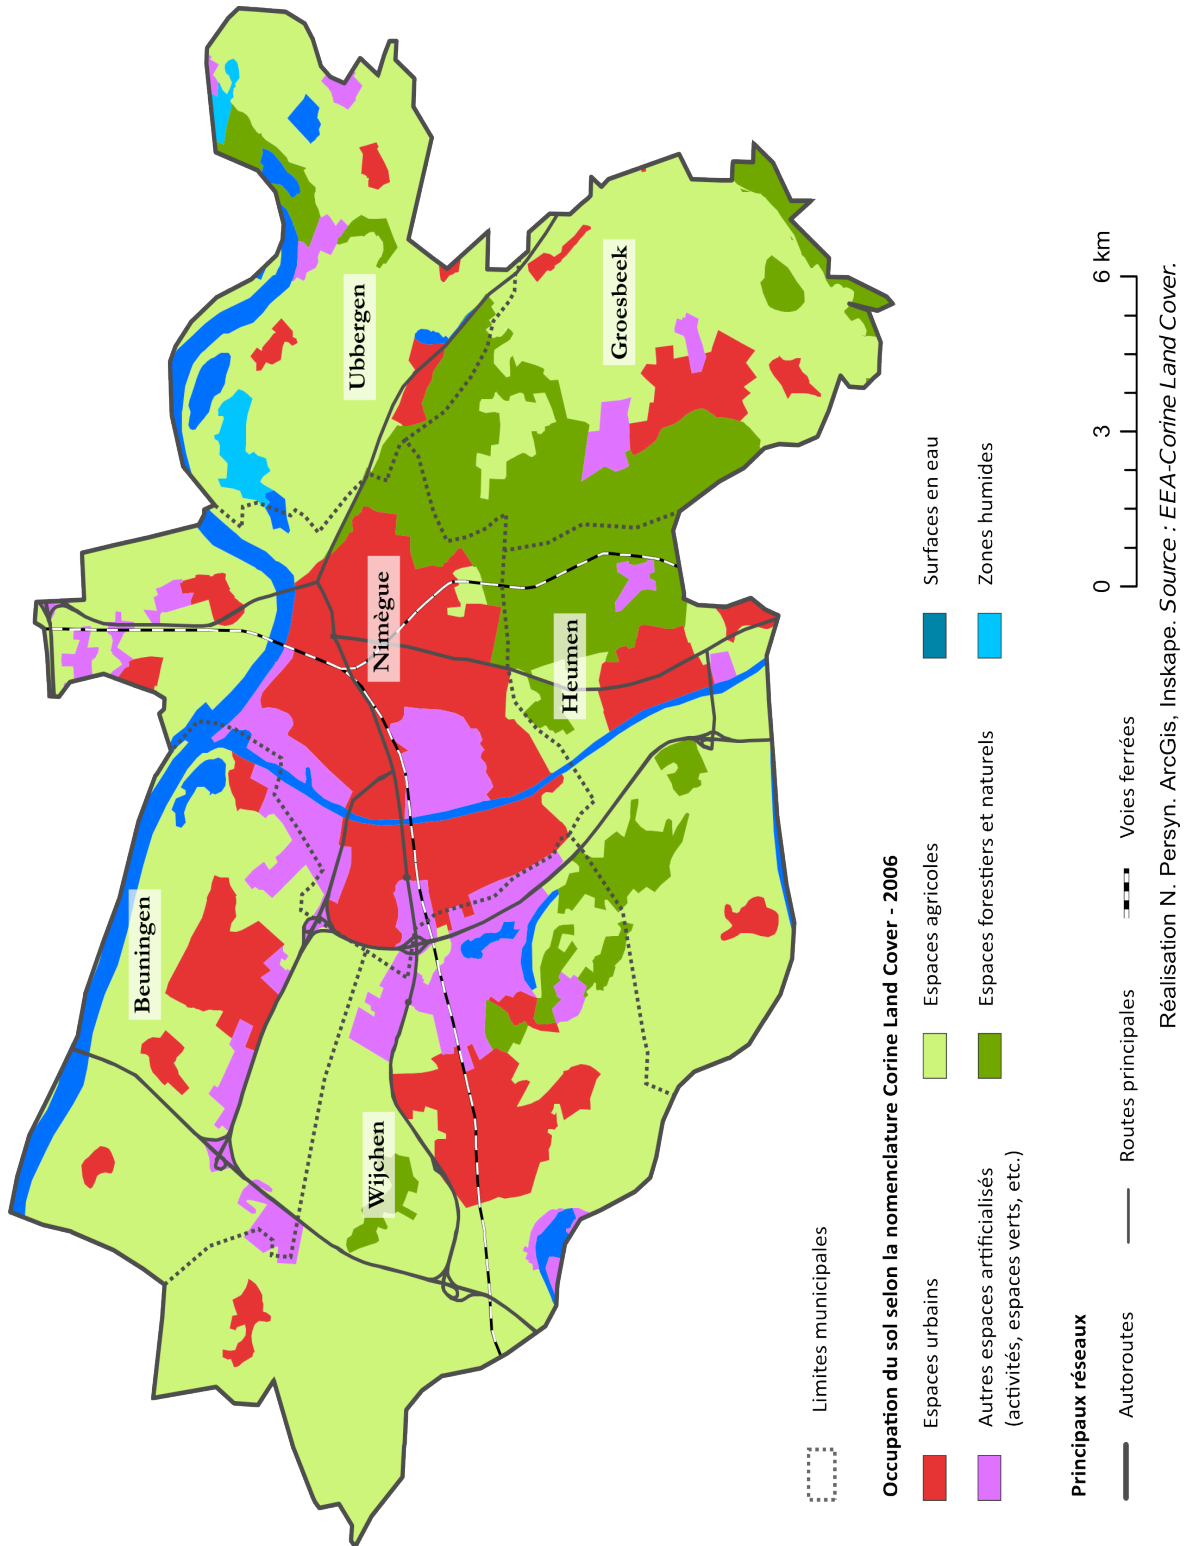 Beuningen
Ubbergen
Wijchen
Nimègue
Heumen
Groesbeek
Limites municipales
Occupation du sol selon la nomenclature Corine Land Cover - 2006
Espaces urbains
Espaces agricoles
Surfaces en eau
Autres espaces artificialisés
(activités, espaces verts, etc.)
Espaces forestiers et naturels
Zones humides
Principaux réseaux
0 3 6 km
Autoroutes
Routes principales
Voies ferrées
Réalisation N. Persyn. ArcGis, Inskape. Source : EEA-Corine Land Cover.